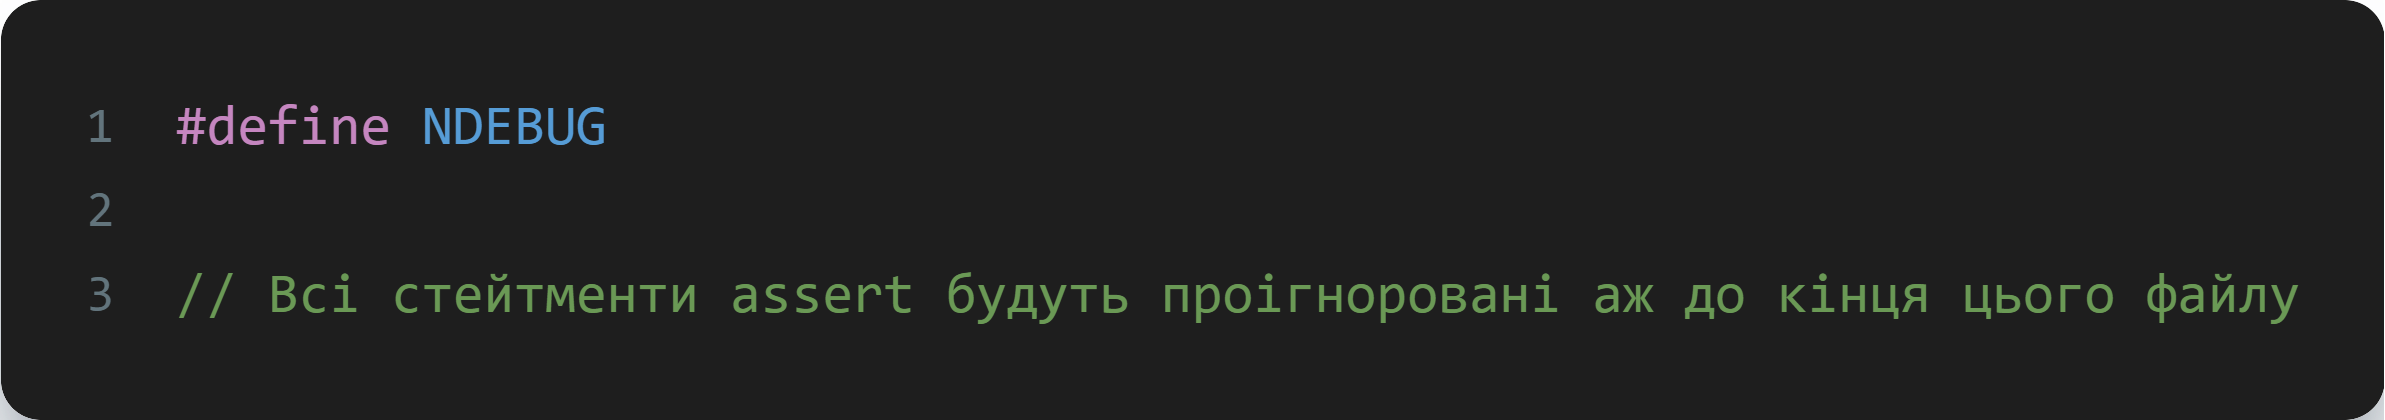 1 #define NDEBUG
2
3 // Всі стейтменти assert будуть проігноровані аж до кінця цього файлу